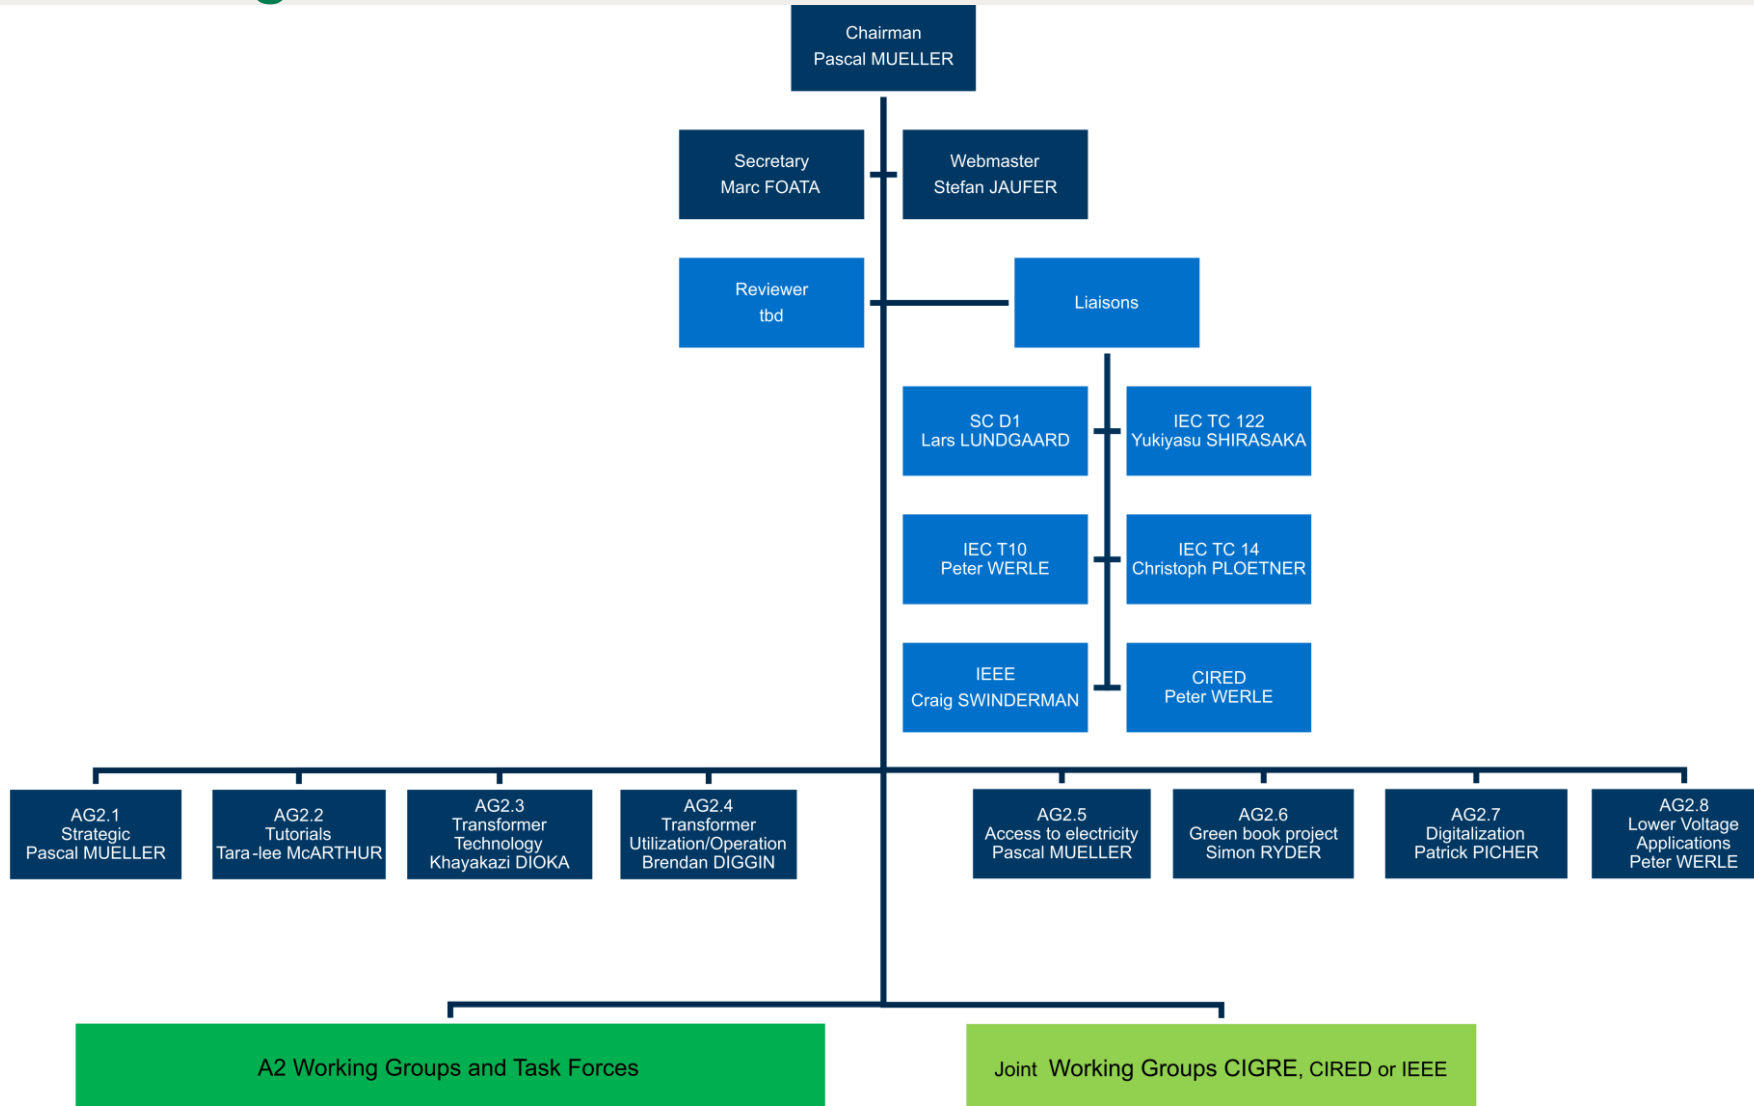 Chairman
Pascal MUELLER
Secretary
Marc FOATA
Webmaster
Stefan JAUFER
Reviewer
tbd
Liaisons
SC D1
Lars LUNDGAARD
IEC TC 122
Yukiyasu SHIRASAKA
IEC T10
Peter WERLE
IEC TC 14
Christoph PLOETNER
IEEE
Craig SWINDERMAN
CIRED
Peter WERLE
AG2.1
Strategic
Pascal MUELLER
AG2.2
Tutorials
Tara-lee McARTHUR
AG2.3
Transformer
Technology
Khayakazi DIOKA
AG2.4
Transformer
Utilization/Operation
Brendan DIGGIN
AG2.5
Access to electricity
Pascal MUELLER
AG2.6
Green book project
Simon RYDER
AG2.7
Digitalization
Patrick PICHER
AG2.8
Lower Voltage
Applications
Peter WERLE
A2 Working Groups and Task Forces
Joint Working Groups CIGRE, CIRED or IEEE